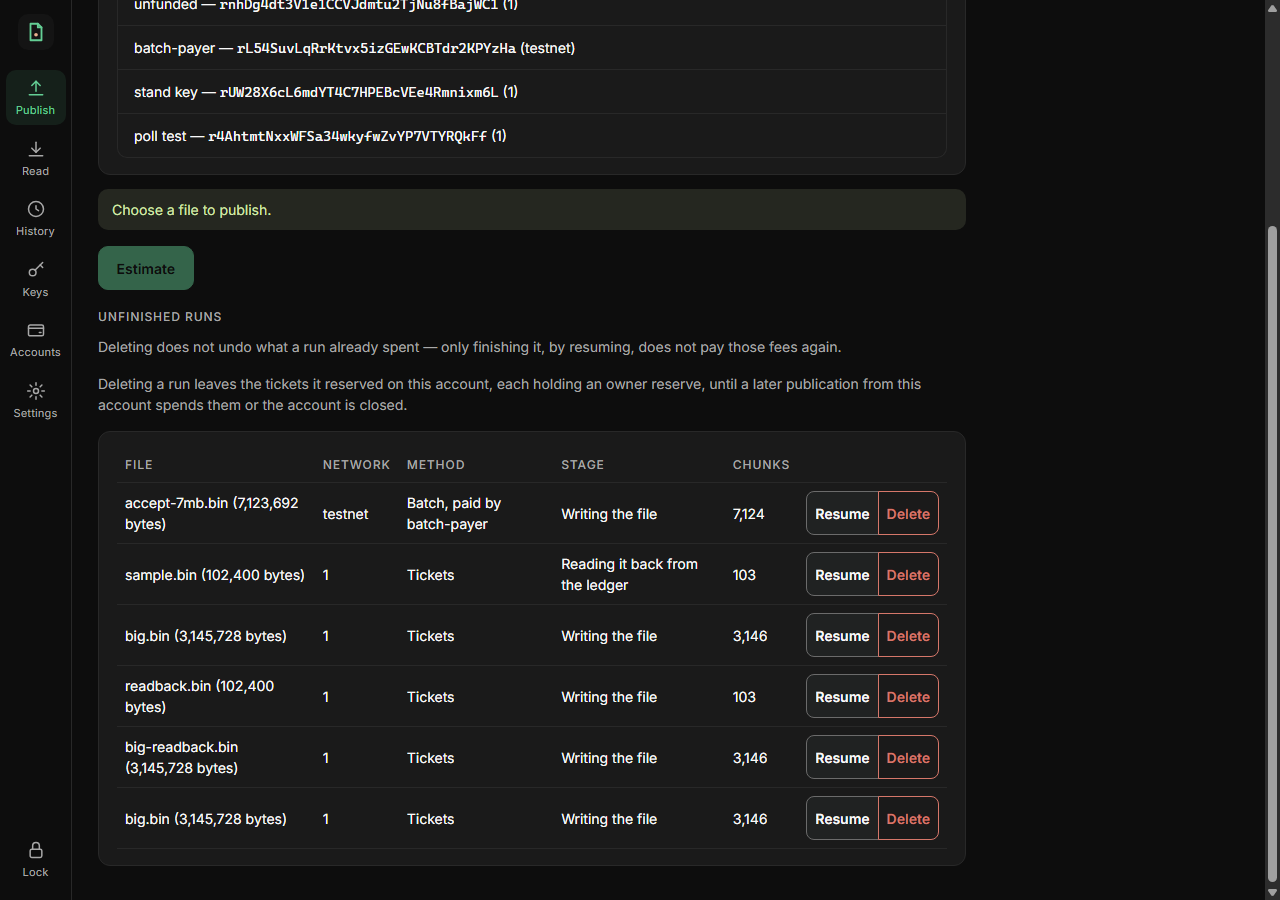 unfunded — rnhDg4dt3Vie1CCVJdmtu2TjNu8fBajWC1 (1)
batch-payer — rL54SuvLqRrKtvx5izGEwKCBTdr2KPYzHa (testnet)
stand key — rUW28X6cL6mdYT4C7HPEBcVEe4Rmnixm6L (1)
poll test — r4AhtmtNxxWFSa34wkyfwZvYP7VTYRQkFf (1)
Choose a file to publish.
Estimate
UNFINISHED RUNS
Deleting does not undo what a run already spent — only finishing it, by resuming, does not pay those fees again.
Deleting a run leaves the tickets it reserved on this account, each holding an owner reserve, until a later publication from this
account spends them or the account is closed.
FILE NETWORK METHOD STAGE CHUNKS
accept-7mb.bin (7,123,692
bytes)
testnet
Batch, paid by
batch-payer
Writing the file
7,124
Resume Delete
sample.bin (102,400 bytes)
1
Tickets
Reading it back from
the ledger
103
Resume Delete
big.bin (3,145,728 bytes) 1 Tickets Writing the file 3,146 Resume Delete
readback.bin (102,400
bytes)
1 Tickets Writing the file 103 Resume Delete
big-readback.bin
(3,145,728 bytes)
1 Tickets Writing the file 3,146 Resume Delete
big.bin (3,145,728 bytes) 1 Tickets Writing the file 3,146 Resume Delete
Publish
Read
History
Keys
Accounts
Settings
Lock